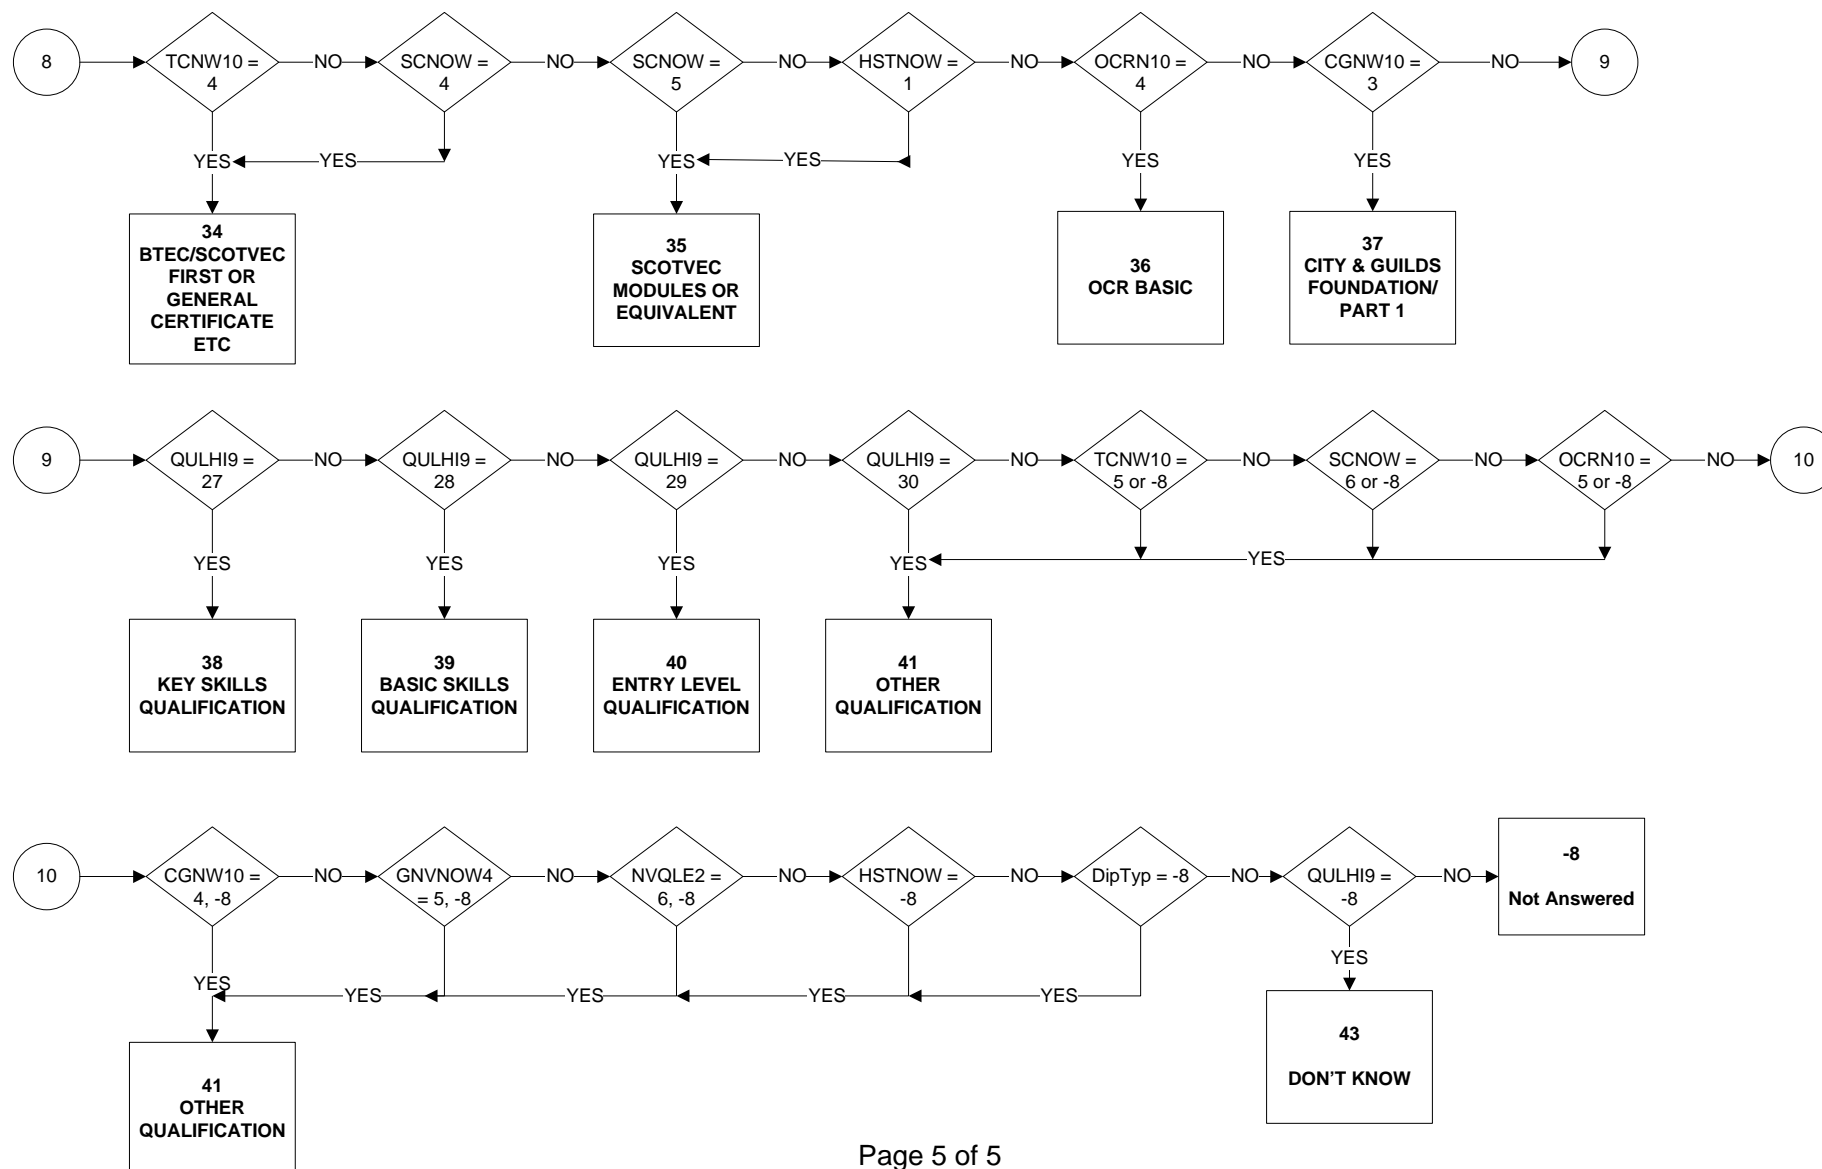 8
TCNW10 =
4
NO
SCNOW =
4
NO
SCNOW =
5
NO
HSTNOW =
1
NO
OCRN10 =
4
NO
CGNW10 =
3
NO
9
YES
YES
YES
YES
YES
YES
34
BTEC/SCOTVEC
FIRST OR
GENERAL
CERTIFICATE
ETC
35
SCOTVEC
MODULES OR
EQUIVALENT
36
OCR BASIC
37
CITY & GUILDS
FOUNDATION/
PART 1
9
QULHI9 =
27
NO
QULHI9 =
28
NO
QULHI9 =
29
NO
QULHI9 =
30
NO
TCNW10 =
5 or -8
NO
SCNOW =
6 or -8
NO
OCRN10 =
5 or -8
NO
10
YES
YES
YES
YES
YES
38
KEY SKILLS
QUALIFICATION
39
BASIC SKILLS
QUALIFICATION
40
ENTRY LEVEL
QUALIFICATION
41
OTHER
QUALIFICATION
10
CGNW10 =
4, -8
NO
GNVNOW4
= 5, -8
NO
NVQLE2 =
6, -8
NO
HSTNOW =
-8
NO
DipTyp = -8
NO
QULHI9 =
-8
NO
-8
Not Answered
YES
YES
YES
YES
YES
YES
41
OTHER
QUALIFICATION
43
DON'T KNOW
Page 5 of 5